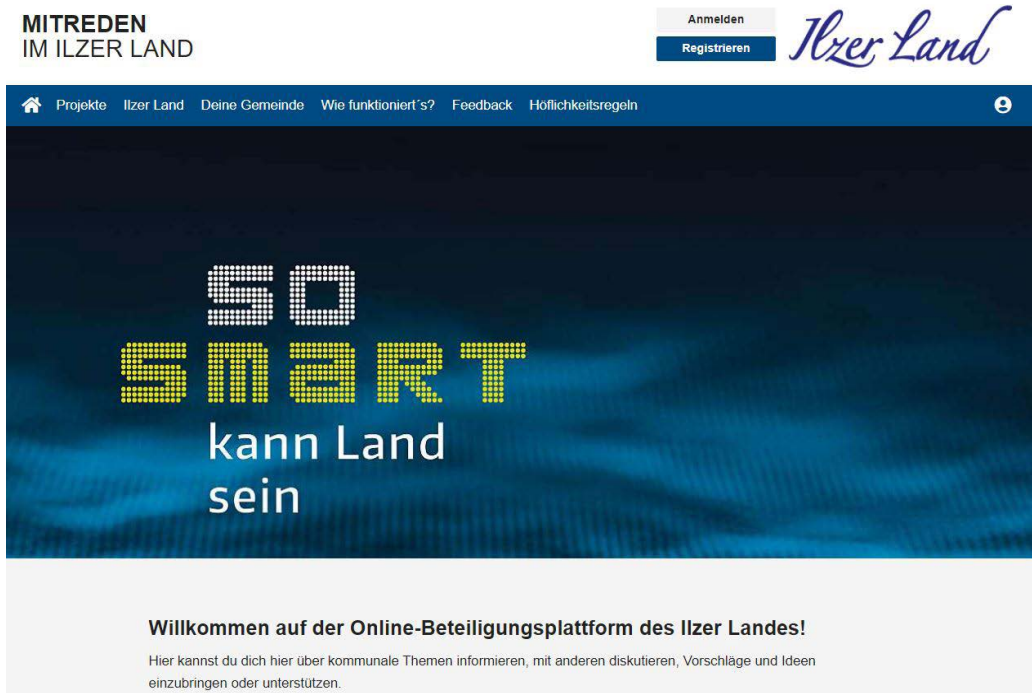 MITREDEN
IM ILZER LAND
Anmelden
Registrieren
Ilzer Land
Projekte Ilzer Land Deine Gemeinde Wie funktioniert´s? Feedback Höflichkeitsregeln
SO
SMART
kann Land
sein
Willkommen auf der Online-Beteiligungsplattform des Ilzer Landes!
Hier kannst du dich hier über kommunale Themen informieren, mit anderen diskutieren, Vorschläge und Ideen
einzubringen oder unterstützen.